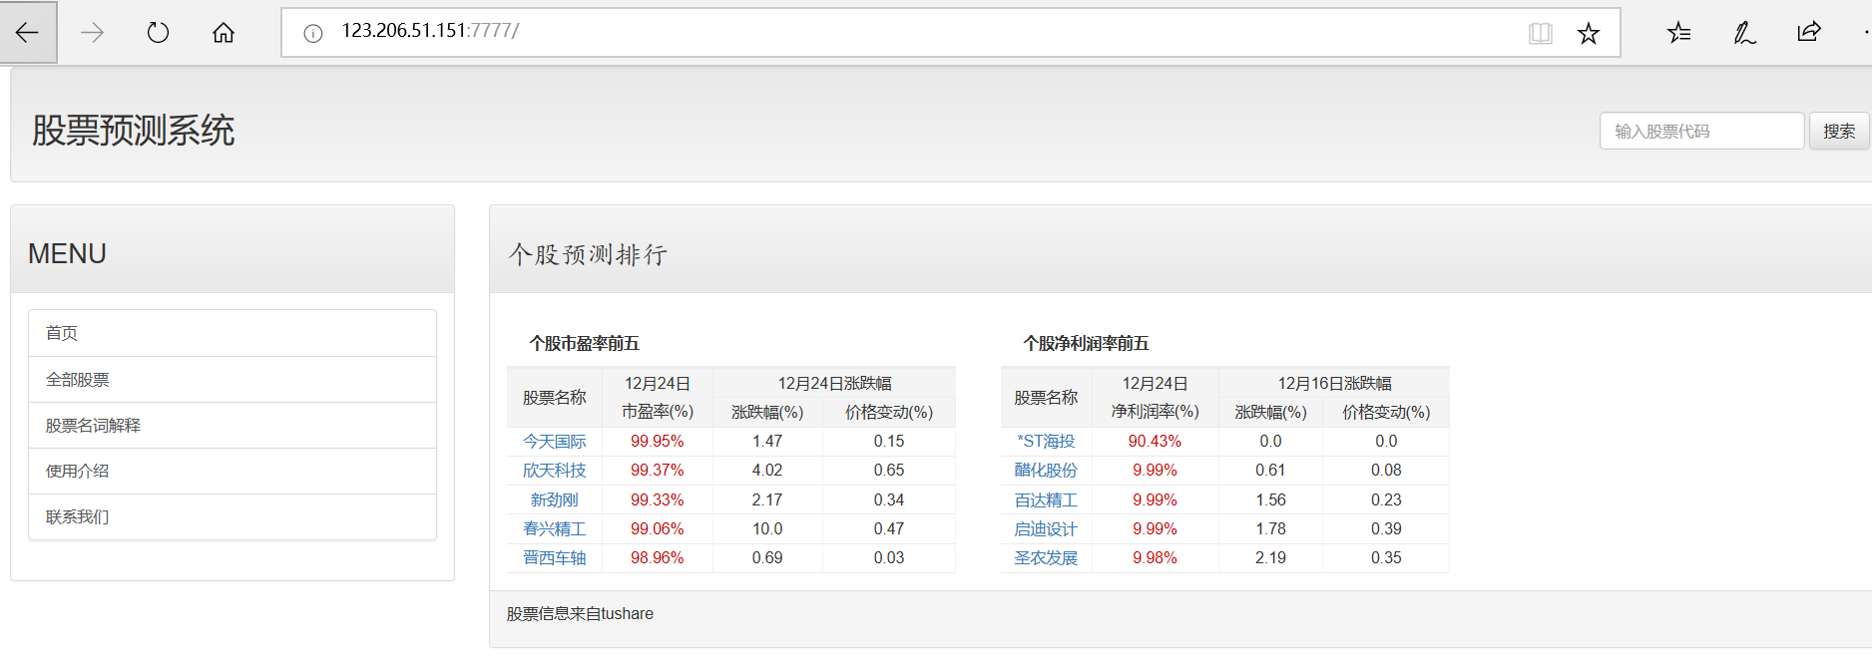 123.206.51.151:7777/
股票预测系统
输入股票代码 搜索
MENU
首页
全部股票
股票名词解释
使用介绍
联系我们
个股预测排行
个股市盈率前五
股票名称 12月24日 12月24日涨跌幅
市盈率(%) 涨跌幅(%) 价格变动(%)
今天国际 99.95% 1.47 0.15
欣天科技 99.37% 4.02 0.65
新劲刚 99.33% 2.17 0.34
春兴精工 99.06% 10.0 0.47
晋西车轴 98.96% 0.69 0.03
个股净利润率前五
股票名称 12月24日 12月16日涨跌幅
净利润率(%) 涨跌幅(%) 价格变动(%)
*ST海投 90.43% 0.0 0.0
醋化股份 9.99% 0.61 0.08
百达精工 9.99% 1.56 0.23
启迪设计 9.99% 1.78 0.39
圣农发展 9.98% 2.19 0.35
股票信息来自tushare